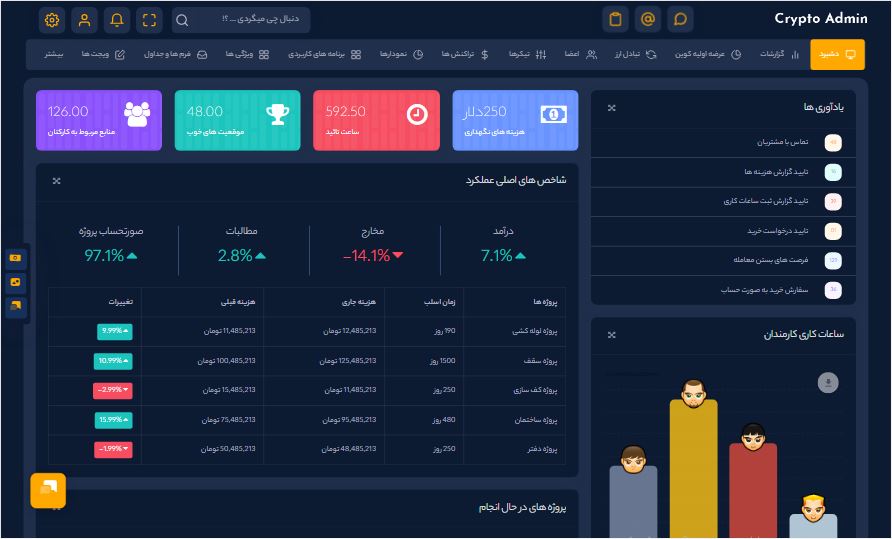 Crypto Admin
دنبال چی میگردی ... ؟!
داشبرد
گزارشات
عرضه اولیه کوین
تبادل ارز
اعضا
تیکرها
تراکنش ها
نمودارها
برنامه های کاربردی
ویژگی ها
فرم ها و جداول
ویجت ها
بیشتر
یادآوری ها
تماس با مشتریان
تایید گزارش هزینه ها
تایید گزارش ثبت ساعات کاری
تایید درخواست خرید
فرصت های بستن معامله
سفارش خرید به صورت حساب
ساعات کاری کارمندان
250دلار
هزینه های نگهداری
592.50
ساعت تائید
48.00
موقعیت های خوب
126.00
منابع مربوط به کارکنان
شاخص های اصلی عملکرد
درآمد
7.1%
مخارج
-14.1%
مطالبات
2.8%
صورتحساب پروژه
97.1%
پروژه ها زمان اسلب هزینه جاری هزینه قبلی تغییرات
پروژه لوله کشی 190 روز 12,485,213 تومان 11,485,213 تومان 9.99%
پروژه سقف 1500 روز 125,485,213 تومان 100,485,213 تومان 10.99%
پروژه کف سازی 250 روز 11,485,213 تومان 15,485,213 تومان -2.99%
پروژه ساختمان 480 روز 95,485,213 تومان 75,485,213 تومان 15.99%
پروژه دفتر 250 روز 48,485,213 تومان 50,485,213 تومان -1.99%
پروژه های در حال انجام